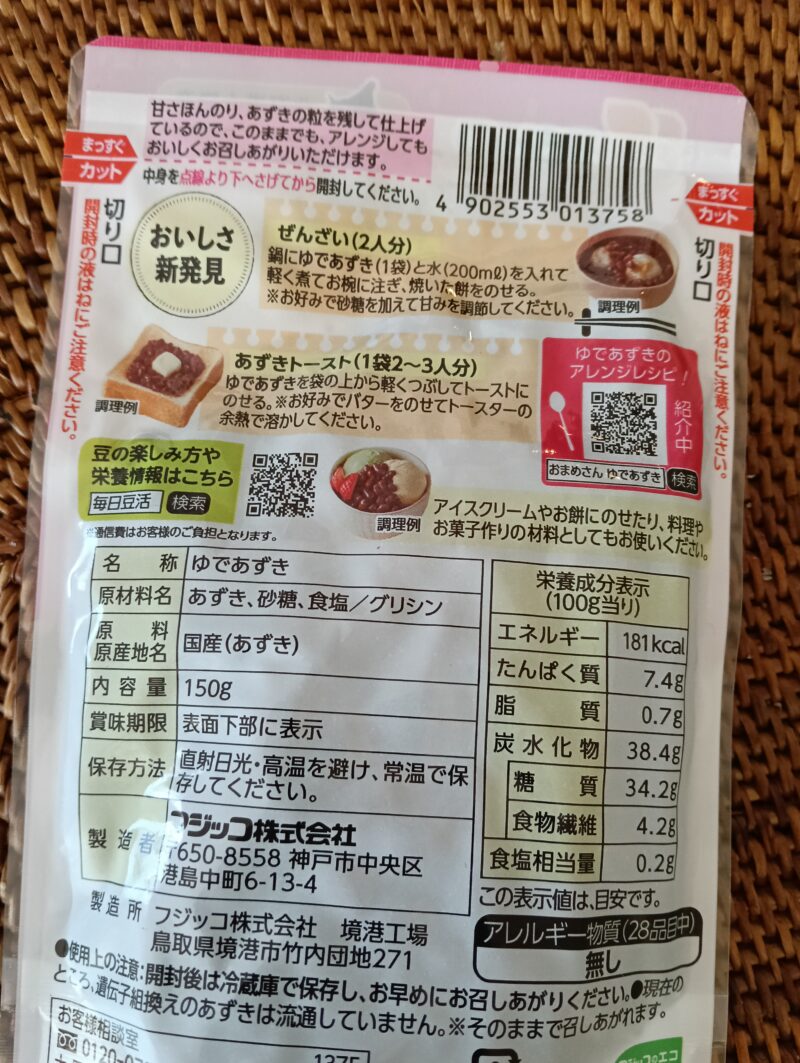 甘さほんのり、あずきの粒を残して仕上げ
ているので、このままでも、アレンジしても
おいしくお召しあがりいただけます。
中身を点線より下へさげてから開封してください。
4 902553 013758
まっすぐ
カット
切り口
開封時の液はねにご注意ください。
まっすぐ
カット
切り口
開封時の液はねにご注意ください。
おいしさ
新発見
ぜんざい(2人分)
鍋にゆであずき(1袋)と水(200mℓ)を入れて
軽く煮てお椀に注ぎ、焼いた餅をのせる。
※お好みで砂糖を加えて甘みを調節してください。
調理例
あずきトースト(1袋2〜3人分)
ゆであずきを袋の上から軽くつぶしてトーストに
のせる。※お好みでバターをのせてトースターの
余熱で溶かしてください。
調理例
ゆであずきの
アレンジレシピ!
紹介中
おまめさん ゆであずき 検索
豆の楽しみ方や
栄養情報はこちら
毎日豆活 検索
※通信費はお客様のご負担となります。
調理例
アイスクリームやお餅にのせたり、料理や
お菓子作りの材料としてもお使いください。
名称 ゆであずき
原材料名 あずき、砂糖、食塩/グリシン
原料
原産地名 国産(あずき)
内容量 150g
賞味期限 表面下部に表示
保存方法 直射日光・高温を避け、常温で保
存してください。
製造者 フジッコ株式会社
〒650-8558 神戸市中央区
港島中町6-13-4
製造所 フジッコ株式会社 境港工場
鳥取県境港市竹内団地271
栄養成分表示
(100g当り)
エネルギー 181kcal
たんぱく質 7.4g
脂質 0.7g
炭水化物 38.4g
糖質 34.2g
食物繊維 4.2g
食塩相当量 0.2g
この表示値は、目安です。
アレルギー物質(28品目中)
無し
●使用上の注意:開封後は冷蔵庫で保存し、お早めにお召しあがりください。●現在の
ところ、遺伝子組換えのあずきは流通していません。※そのままで召しあがれます。
お客様相談室
0120-0
1375
フジッコのエコ